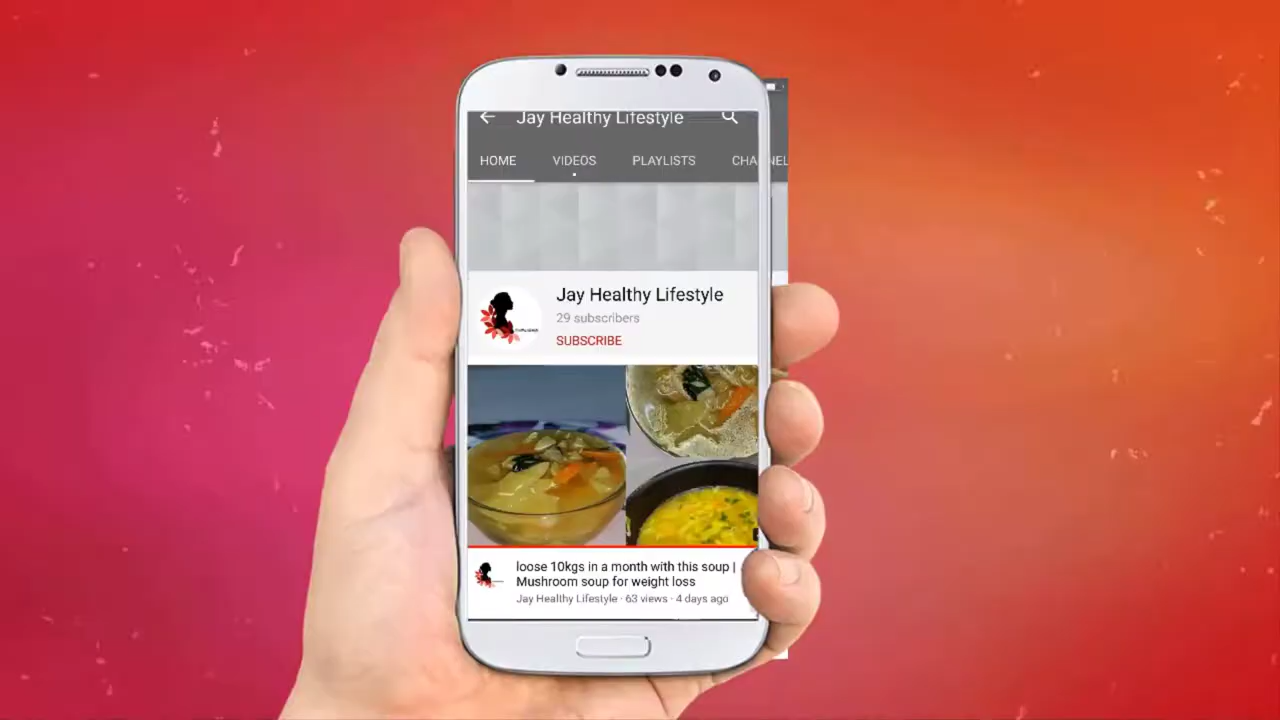 Jay Healthy Lifestyle
HOME VIDEOS PLAYLISTS CHANNEL
Jay Healthy Lifestyle
29 subscribers
SUBSCRIBE
loose 10kgs in a month with this soup |
Mushroom soup for weight loss
Jay Healthy Lifestyle · 63 views · 4 days ago